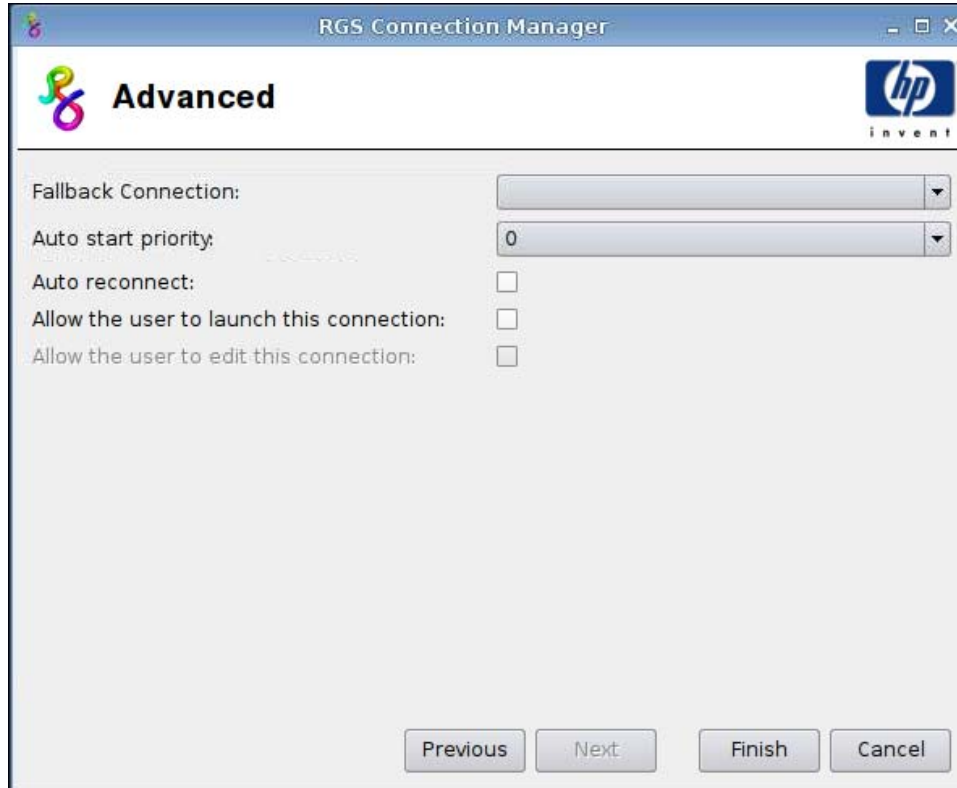 RGS Connection Manager
Advanced
hp
invent
Fallback Connection:
Auto start priority: 0
Auto reconnect:
Allow the user to launch this connection:
Allow the user to edit this connection:
Previous Next Finish Cancel